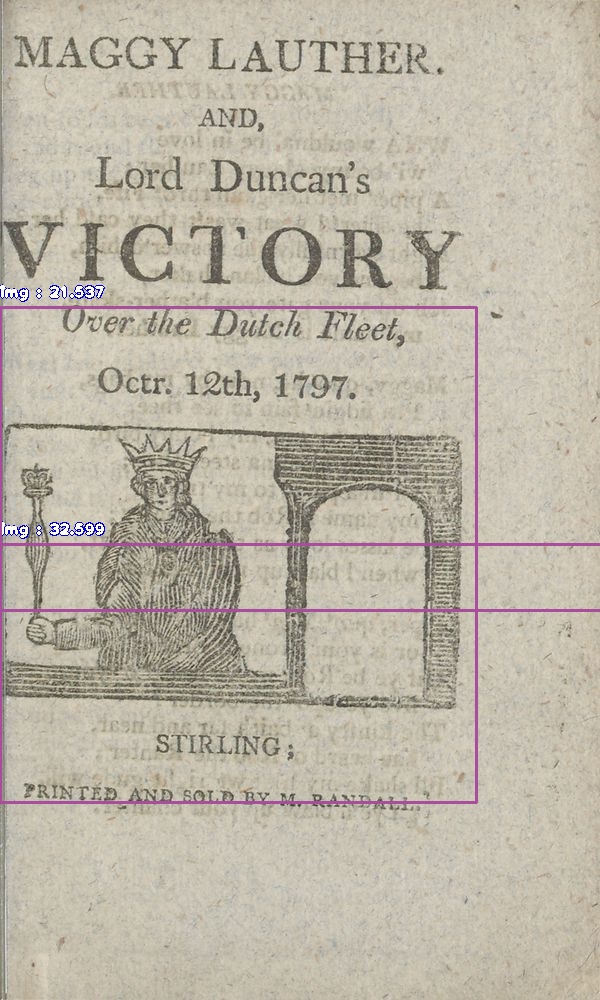 MAGGY LAUTHER.
AND,
Lord Duncan's
VICTORY
Img : 21.537
Over the Dutch Fleet,
Octr. 12th, 1797.
Img : 32.599
STIRLING;
PRINTED AND SOLD BY M. RANDALL.